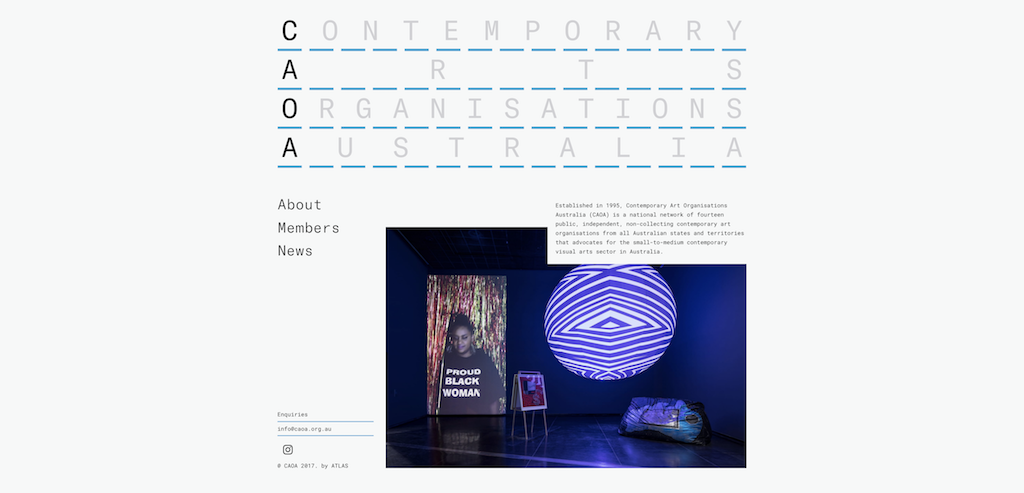 CONTEMPORARY
ARTS
ORGANISATIONS
AUSTRALIA
About
Members
News
Established in 1995, Contemporary Art Organisations
Australia (CAOA) is a national network of fourteen
public, independent, non-collecting contemporary art
organisations from all Australian states and territories
that advocates for the small-to-medium contemporary
visual arts sector in Australia.
PROUD
BLACK
WOMAN
Enquiries
info@caoa.org.au
© CAOA 2017. by ATLAS